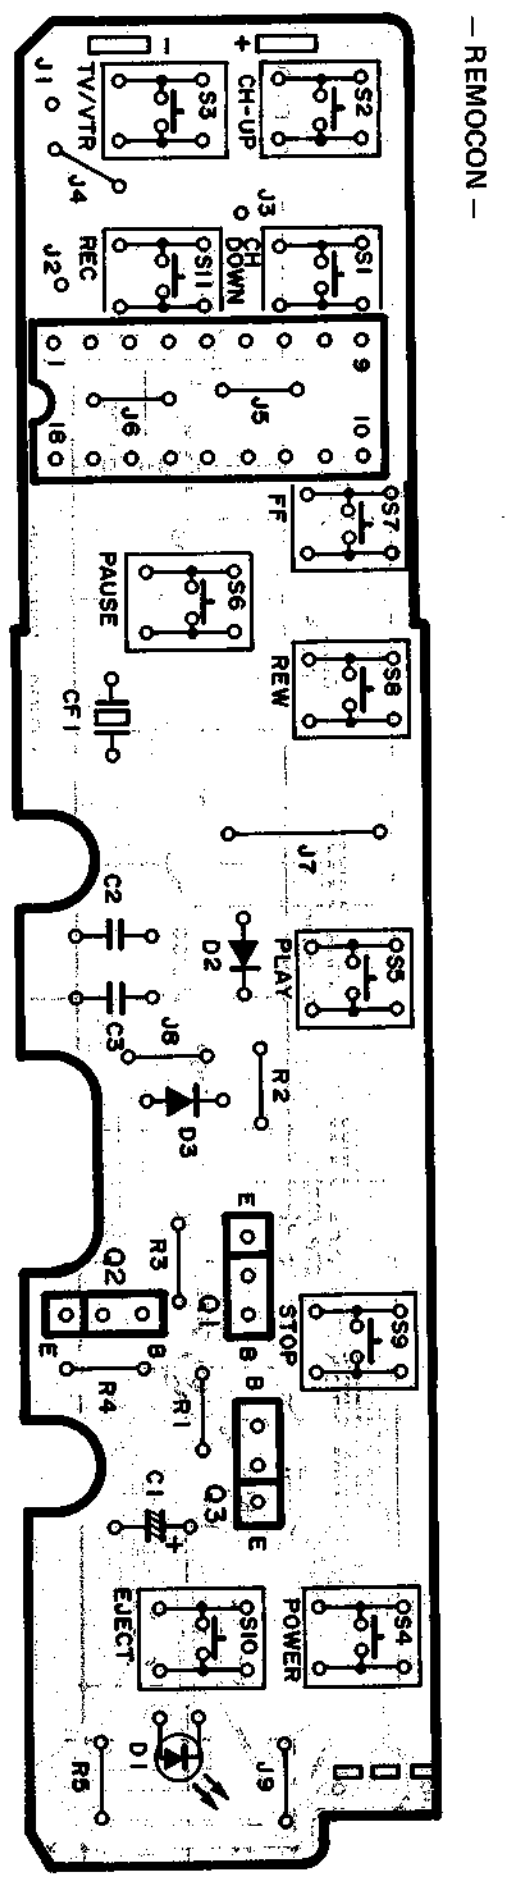 — REMOCON —
− +
J1
TV/VTR
S3
CH-UP
S2
J4
J3
J2
REC
S11
CH
DOWN
S1
1
9
J6
J5
18
10
FF
S7
PAUSE
S6
REW
S8
CF1
J7
C2
D2
PLAY
S5
C3
J8
R2
D3
E
R3
Q2
Q1
STOP
S9
E
B
B
B
R4
R1
C1
+
Q3
E
EJECT
S10
POWER
S4
D1
R5
J9